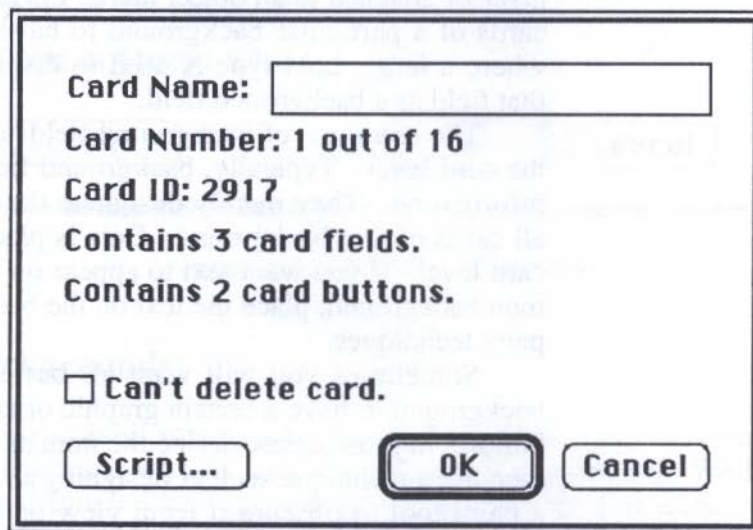 Card Name:
Card Number: 1 out of 16
Card ID: 2917
Contains 3 card fields.
Contains 2 card buttons.
Can't delete card.
Script... OK Cancel